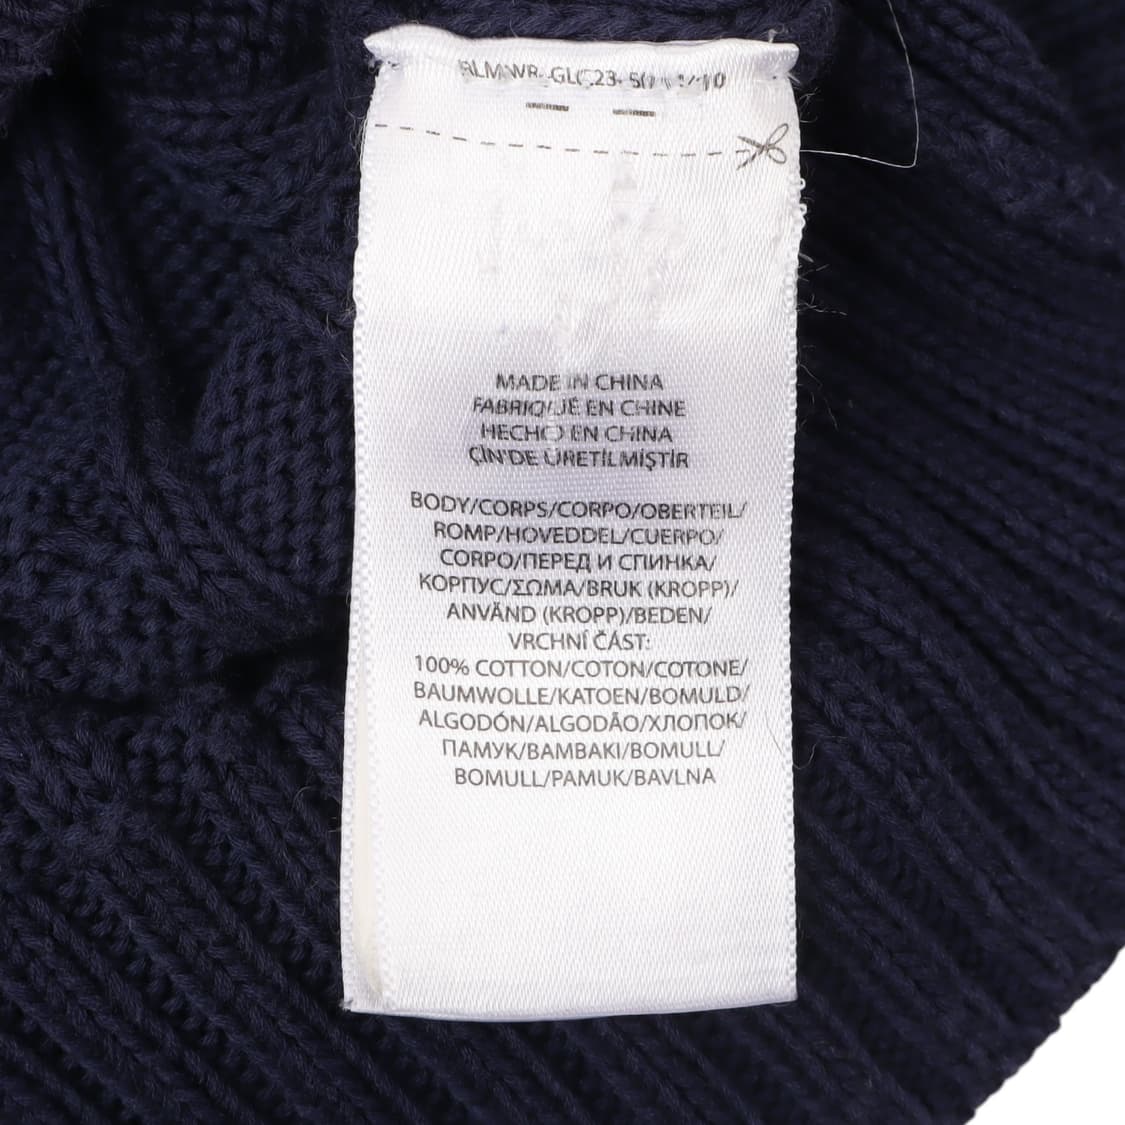 MADE IN CHINA
FABRIQUÉ EN CHINE
HECHO EN CHINA
ÇİN'DE ÜRETİLMİŞTİR
BODY/CORPS/CORPO/OBERTEIL/
ROMP/HOVEDDEL/CUERPO/
CORPO/ПЕРЕД И СПИНКА/
КОРПУС/ΣΩΜΑ/BRUK (KROPP)/
ANVÄND (KROPP)/BEDEN/
VRCHNÍ ČÁST:
100% COTTON/COTON/COTONE/
BAUMWOLLE/KATOEN/BOMULD/
ALGODÓN/ALGODÃO/ХЛОПОК/
ПАМУК/ΒΑΜΒΑΚΙ/BOMULL/
BOMULL/PAMUK/BAVLNA